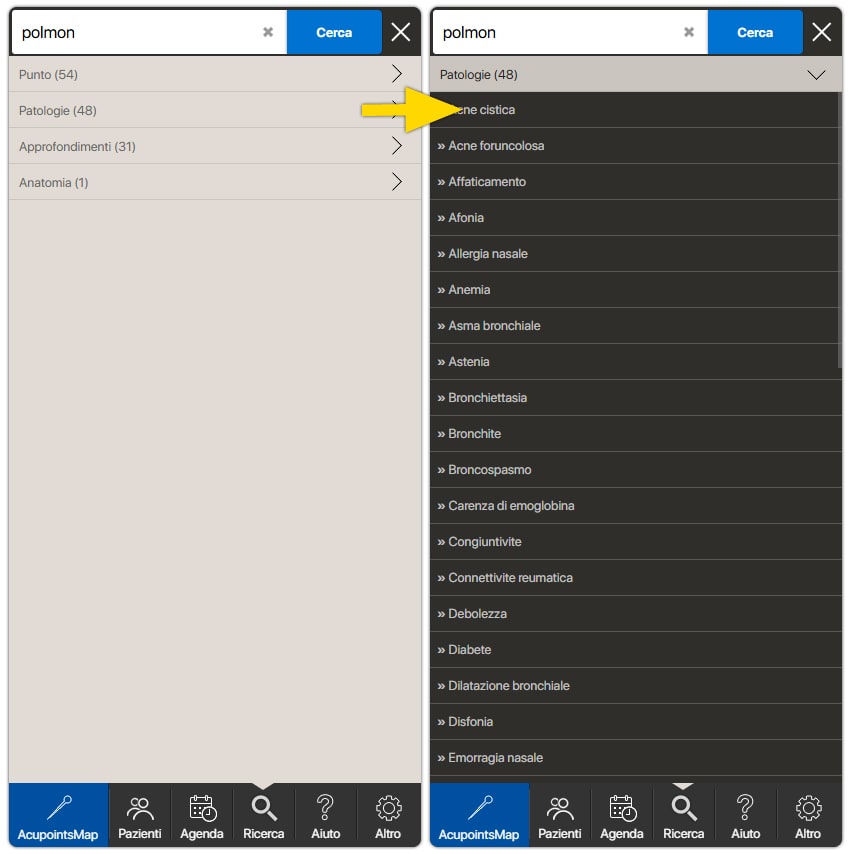 polmon
Cerca
Punto (54)
Patologie (48)
Approfondimenti (31)
Anatomia (1)
AcupointsMap
Pazienti
Agenda
Ricerca
Aiuto
Altro
polmon
Cerca
Patologie (48)
cne cistica
» Acne foruncolosa
» Affaticamento
» Afonia
» Allergia nasale
» Anemia
» Asma bronchiale
» Astenia
» Bronchiettasia
» Bronchite
» Broncospasmo
» Carenza di emoglobina
» Congiuntivite
» Connettivite reumatica
» Debolezza
» Diabete
» Dilatazione bronchiale
» Disfonia
» Emorragia nasale
AcupointsMap
Pazienti
Agenda
Ricerca
Aiuto
Altro